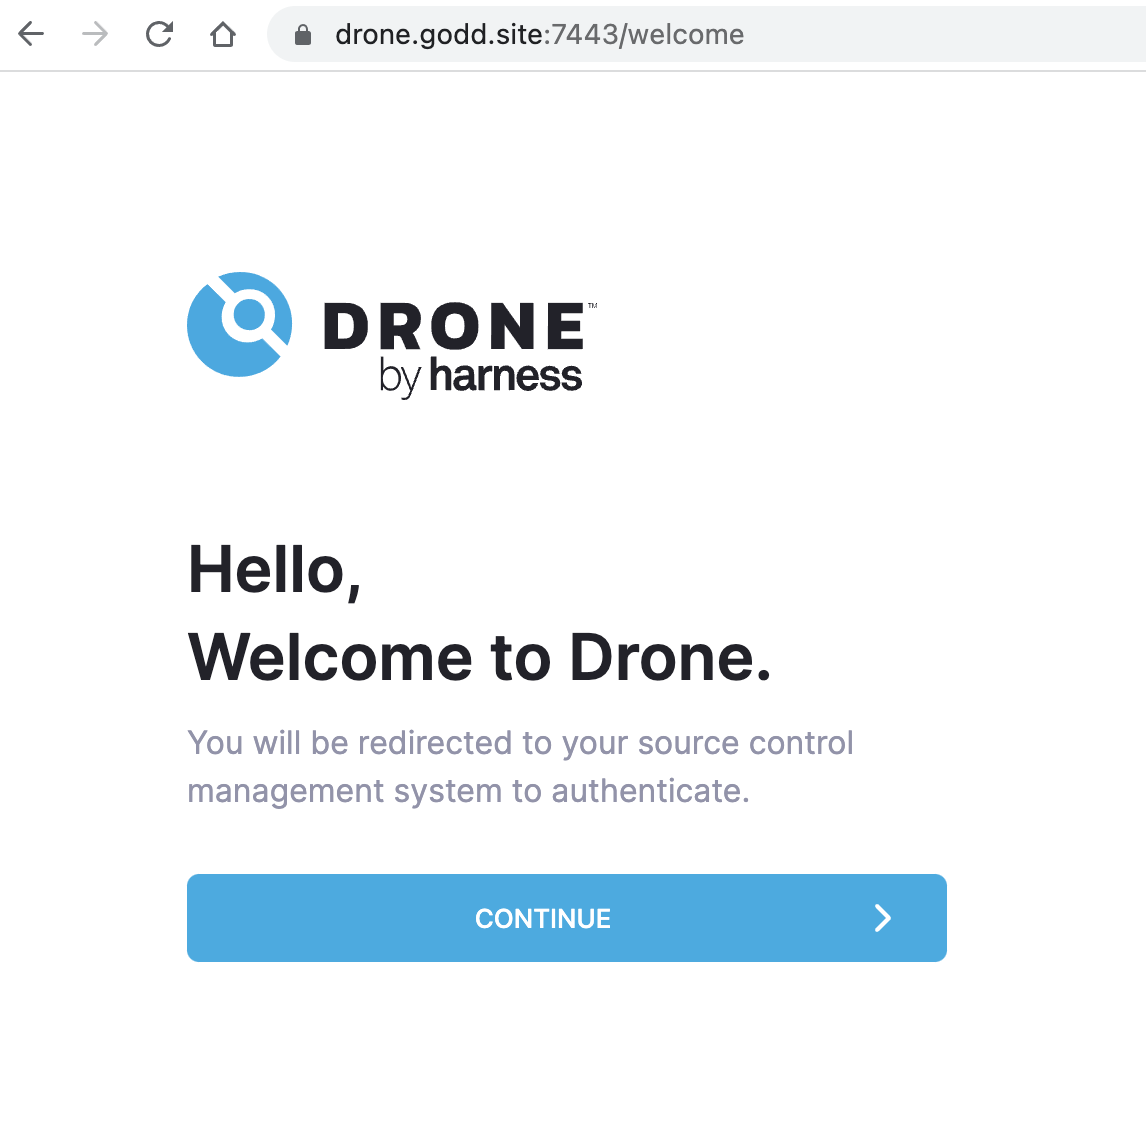 drone.godd.site:7443/welcome
DRONE™
by harness
Hello,
Welcome to Drone.
You will be redirected to your source control
management system to authenticate.
CONTINUE